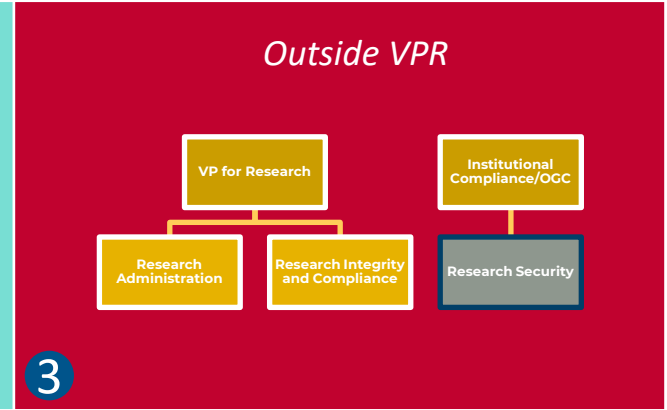 Outside VPR
VP for Research
Institutional
Compliance/OGC
Research
Administration
Research Integrity
and Compliance
Research Security
3